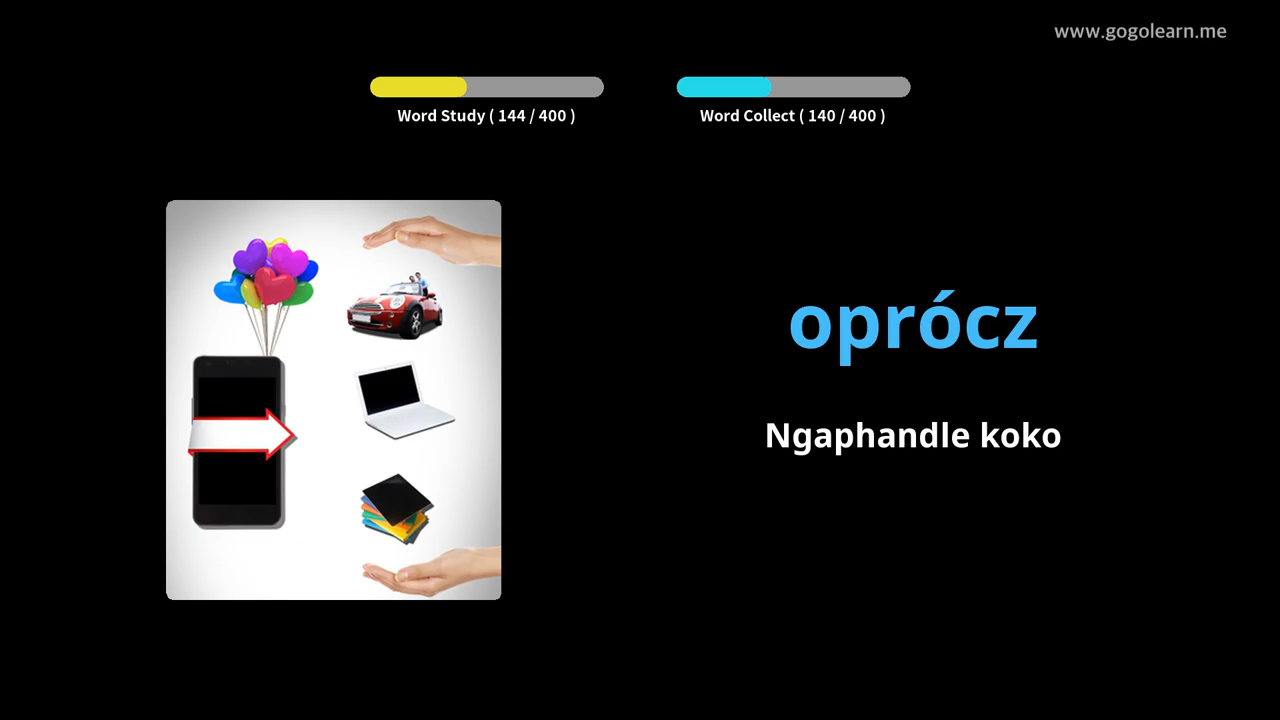 www.gogolearn.me
Word Study ( 144 / 400 )
Word Collect ( 140 / 400 )
oprócz
Ngaphandle koko